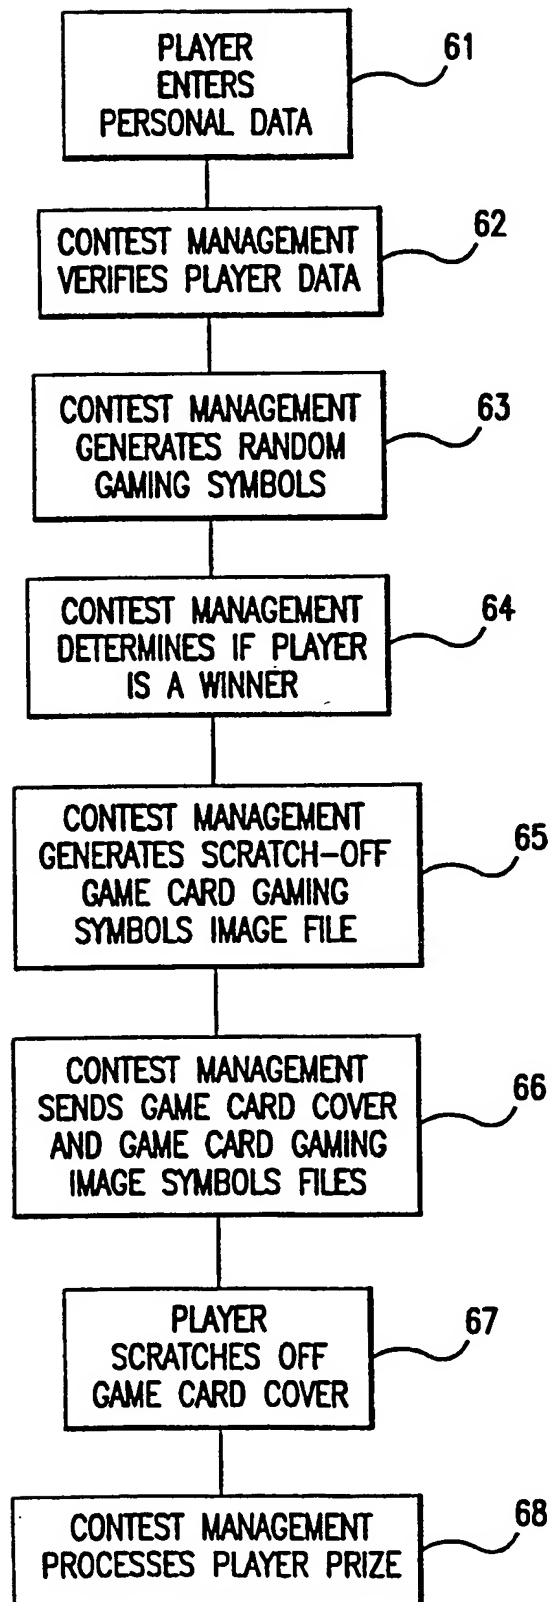 PLAYER
ENTERS
PERSONAL DATA
61
CONTEST MANAGEMENT
VERIFIES PLAYER DATA
62
CONTEST MANAGEMENT
GENERATES RANDOM
GAMING SYMBOLS
63
CONTEST MANAGEMENT
DETERMINES IF PLAYER
IS A WINNER
64
CONTEST MANAGEMENT
GENERATES SCRATCH-OFF
GAME CARD GAMING
SYMBOLS IMAGE FILE
65
CONTEST MANAGEMENT
SENDS GAME CARD COVER
AND GAME CARD GAMING
IMAGE SYMBOLS FILES
66
PLAYER
SCRATCHES OFF
GAME CARD COVER
67
CONTEST MANAGEMENT
PROCESSES PLAYER PRIZE
68